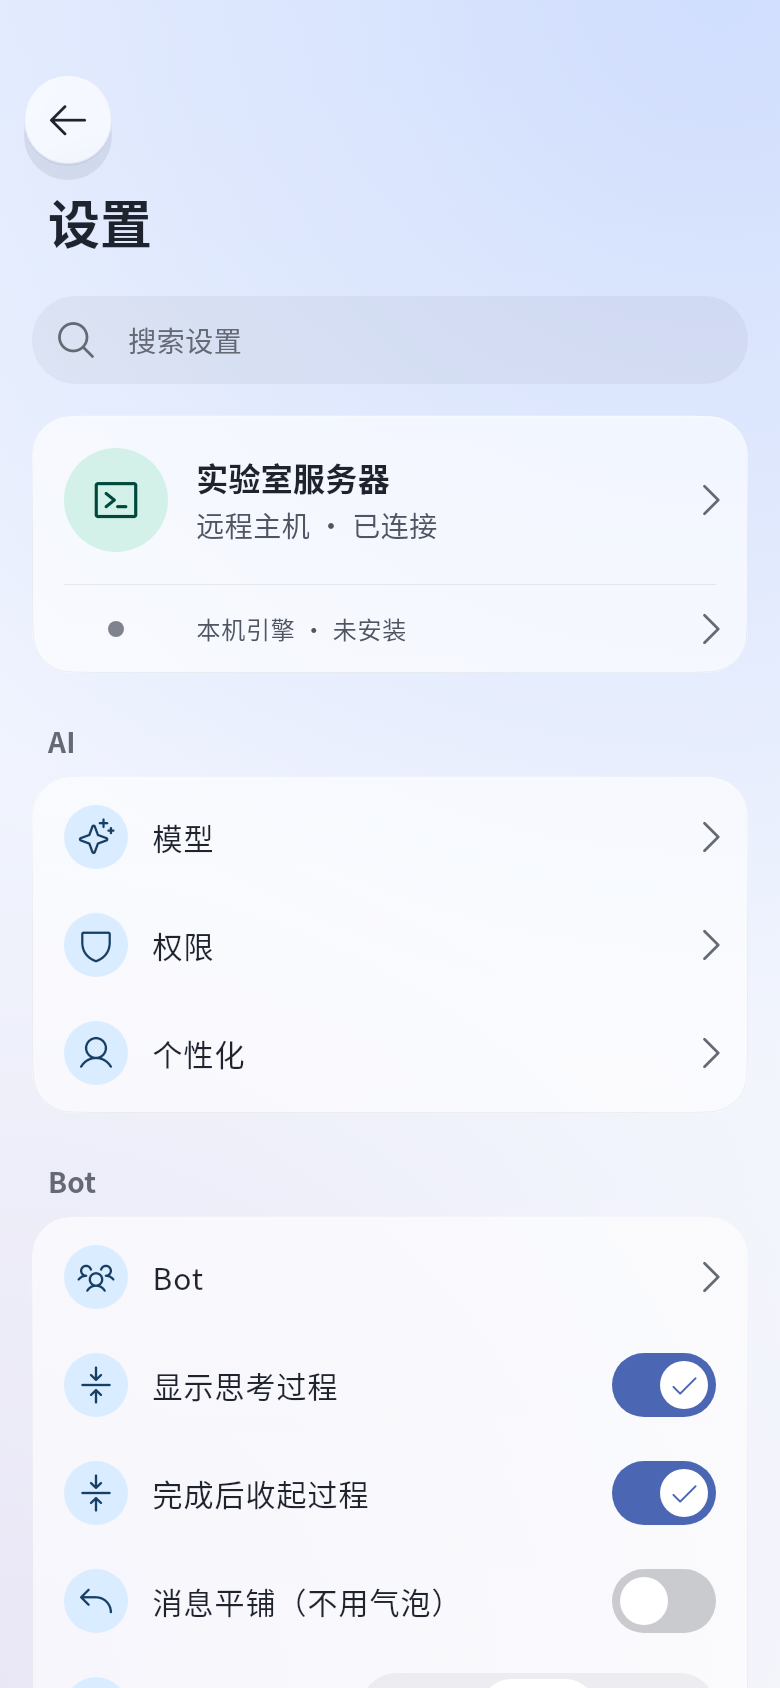 设置
搜索设置
实验室服务器
远程主机 · 已连接
本机引擎 · 未安装
AI
模型
权限
个性化
Bot
Bot
显示思考过程
完成后收起过程
消息平铺（不用气泡）